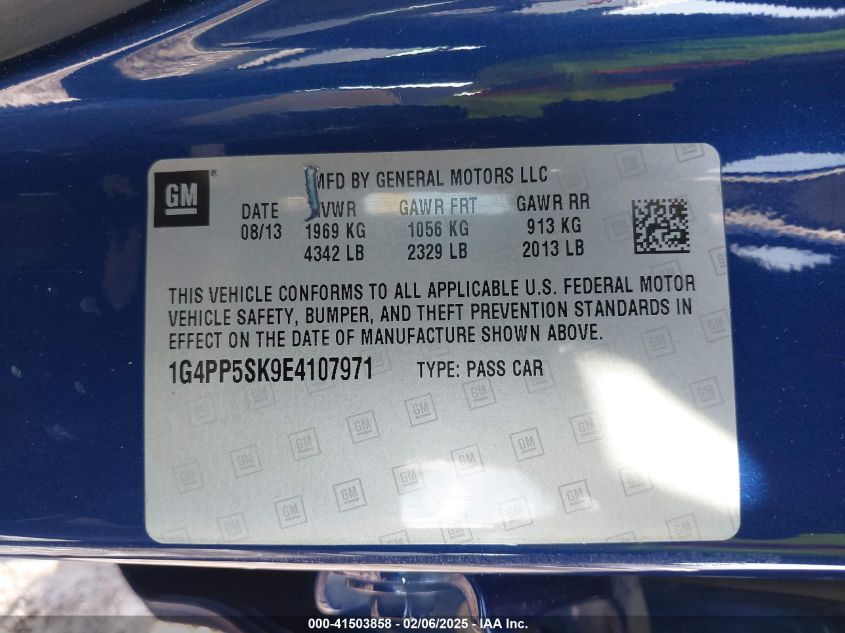 GM
MFD BY GENERAL MOTORS LLC
DATE VWR GAWR FRT GAWR RR
08/13 1969 KG 1056 KG 913 KG
4342 LB 2329 LB 2013 LB
THIS VEHICLE CONFORMS TO ALL APPLICABLE U.S. FEDERAL MOTOR
VEHICLE SAFETY, BUMPER, AND THEFT PREVENTION STANDARDS IN
EFFECT ON THE DATE OF MANUFACTURE SHOWN ABOVE.
1G4PP5SK9E4107971 TYPE: PASS CAR
000-41503858 - 02/06/2025 - IAA Inc.